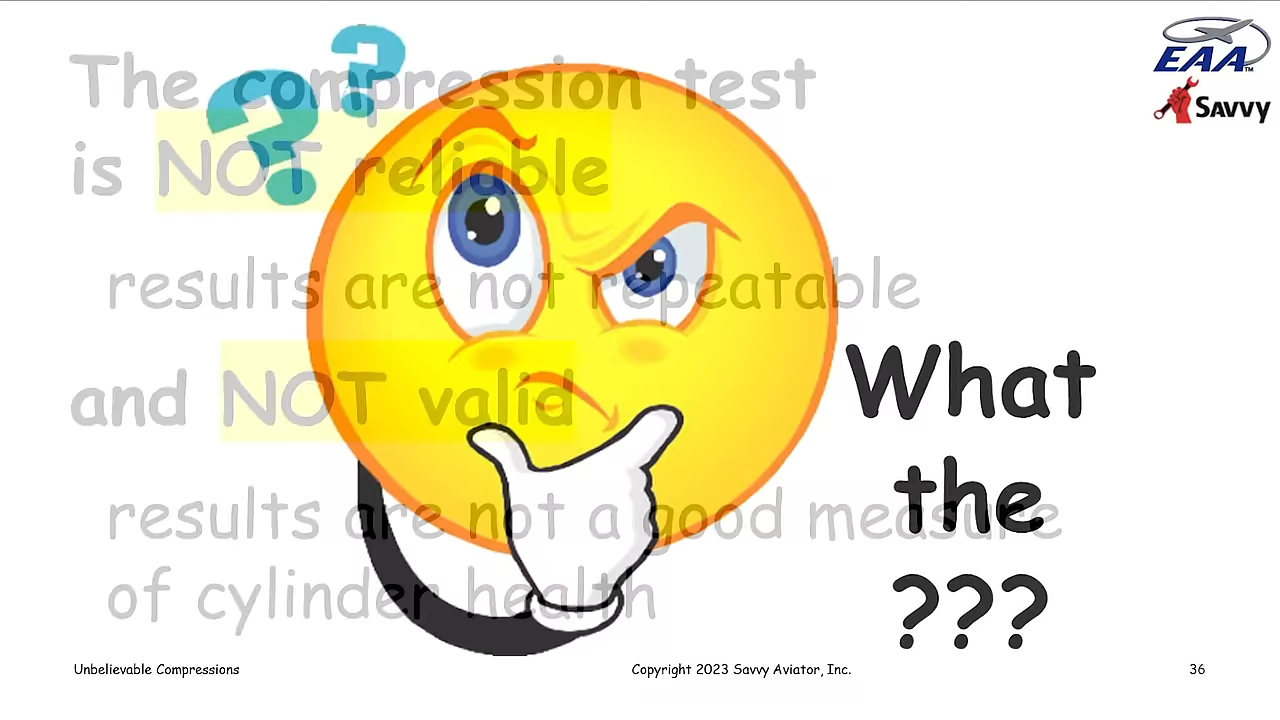 The compression test
is NOT reliable
results are not repeatable
and NOT valid
results are not a good measure
of cylinder health
What
the
???
? ?
EAA™
SAVVY
Unbelievable Compressions
Copyright 2023 Savvy Aviator, Inc.
36